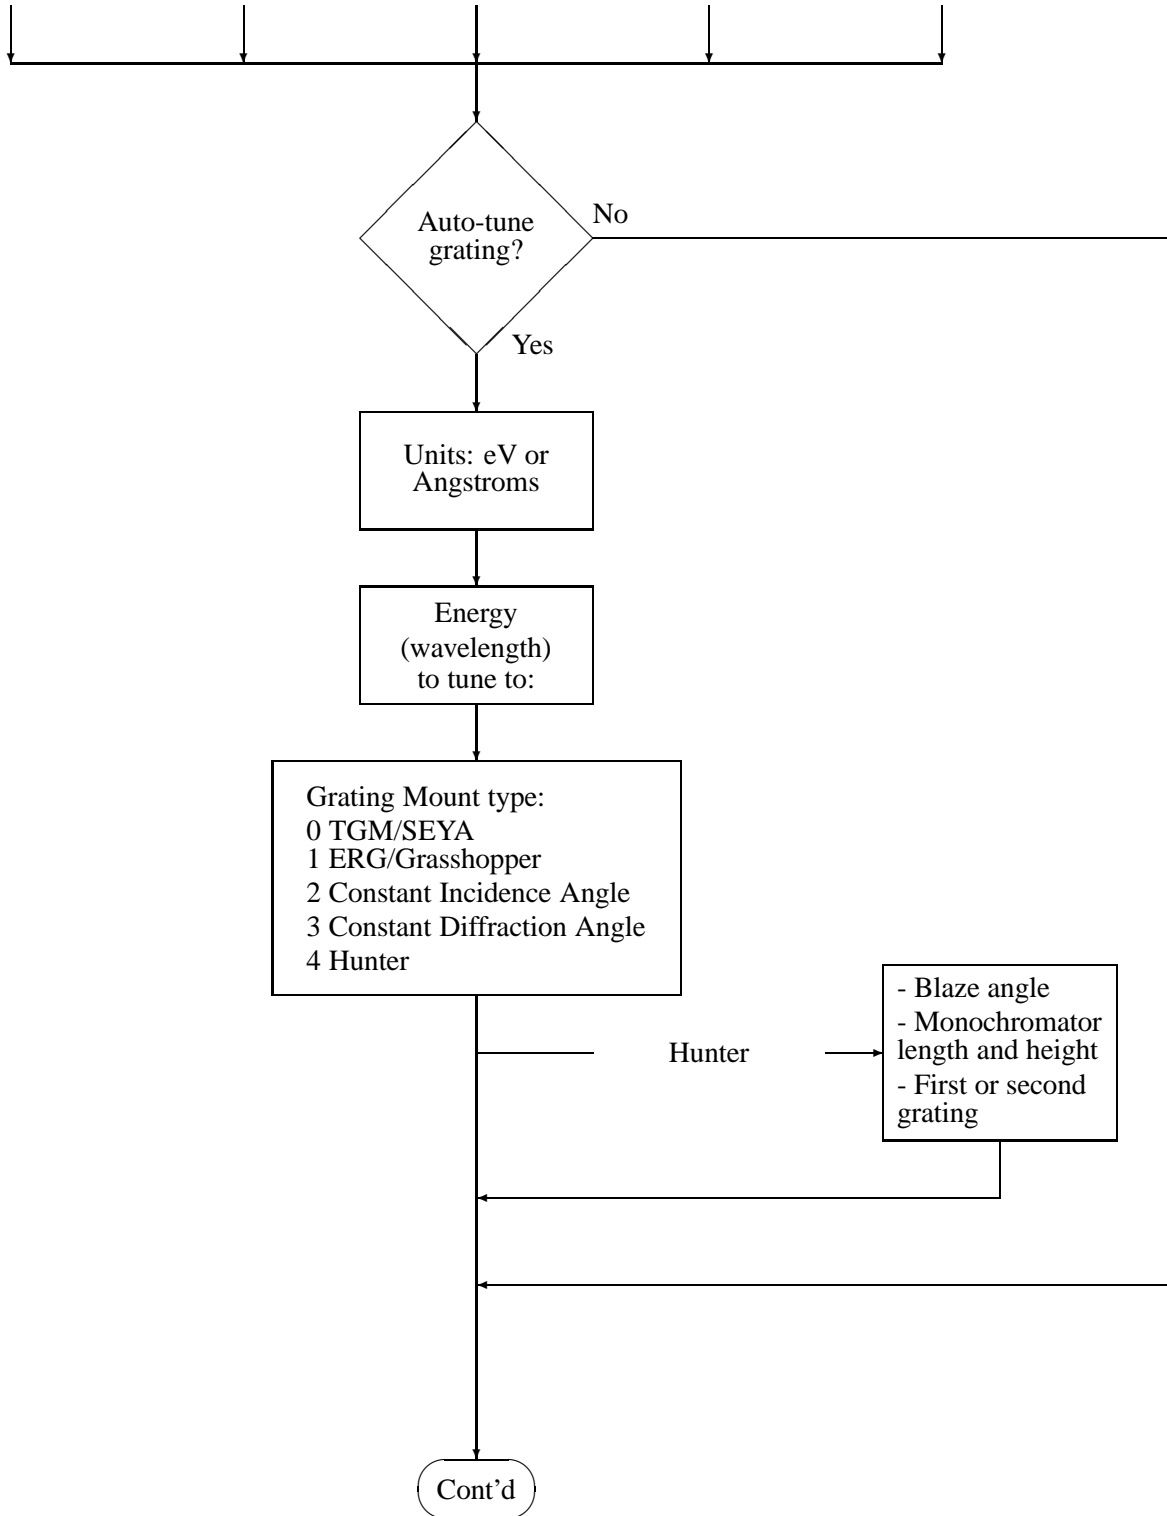 Auto-tune
grating?
No
Yes
Units: eV or
Angstroms
Energy
(wavelength)
to tune to:
Grating Mount type:
0 TGM/SEYA
1 ERG/Grasshopper
2 Constant Incidence Angle
3 Constant Diffraction Angle
4 Hunter
Hunter
- Blaze angle
- Monochromator
length and height
- First or second
grating
Cont'd